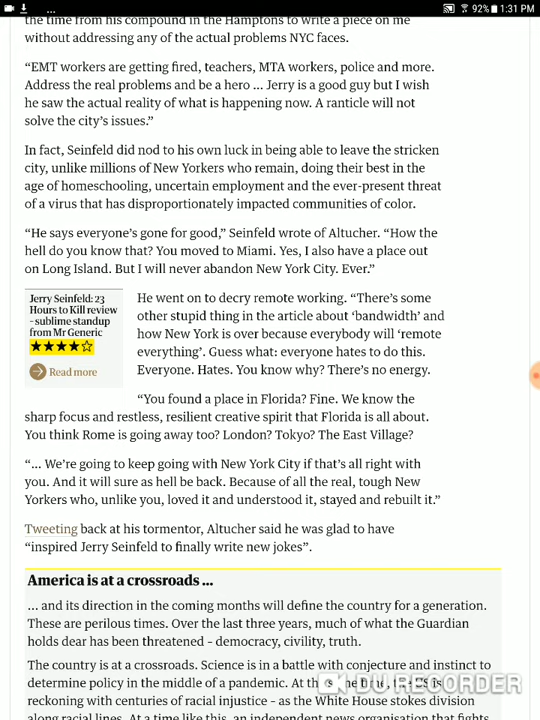 ... 92% 1:31 PM
the time from his compound in the Hamptons to write a piece on me
without addressing any of the actual problems NYC faces.
“EMT workers are getting fired, teachers, MTA workers, police and more.
Address the real problems and be a hero ... Jerry is a good guy but I wish
he saw the actual reality of what is happening now. A ranticle will not
solve the city’s issues.”
In fact, Seinfeld did nod to his own luck in being able to leave the stricken
city, unlike millions of New Yorkers who remain, doing their best in the
age of homeschooling, uncertain employment and the ever-present threat
of a virus that has disproportionately impacted communities of color.
“He says everyone’s gone for good,” Seinfeld wrote of Altucher. “How the
hell do you know that? You moved to Miami. Yes, I also have a place out
on Long Island. But I will never abandon New York City. Ever.”
Jerry Seinfeld: 23
Hours to Kill review
- sublime standup
from Mr Generic
Read more
He went on to decry remote working. “There’s some
other stupid thing in the article about ‘bandwidth’ and
how New York is over because everybody will ‘remote
everything’. Guess what: everyone hates to do this.
Everyone. Hates. You know why? There’s no energy.
“You found a place in Florida? Fine. We know the
sharp focus and restless, resilient creative spirit that Florida is all about.
You think Rome is going away too? London? Tokyo? The East Village?
“... We’re going to keep going with New York City if that’s all right with
you. And it will sure as hell be back. Because of all the real, tough New
Yorkers who, unlike you, loved it and understood it, stayed and rebuilt it.”
Tweeting back at his tormentor, Altucher said he was glad to have
“inspired Jerry Seinfeld to finally write new jokes”.
America is at a crossroads ...
... and its direction in the coming months will define the country for a generation.
These are perilous times. Over the last three years, much of what the Guardian
holds dear has been threatened – democracy, civility, truth.
The country is at a crossroads. Science is in a battle with conjecture and instinct to
determine policy in the middle of a pandemic. At
reckoning with centuries of racial injustice – as the White House stokes division
along racial lines. At a time like this, an independent news organisation that fights
DU RECORDER